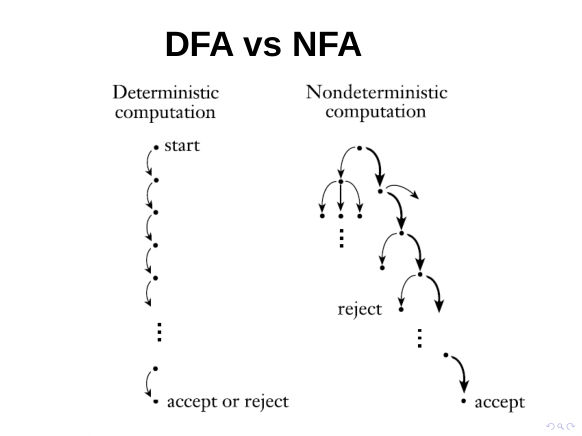 DFA vs NFA
Deterministic
computation
Nondeterministic
computation
start
reject
accept or reject
accept